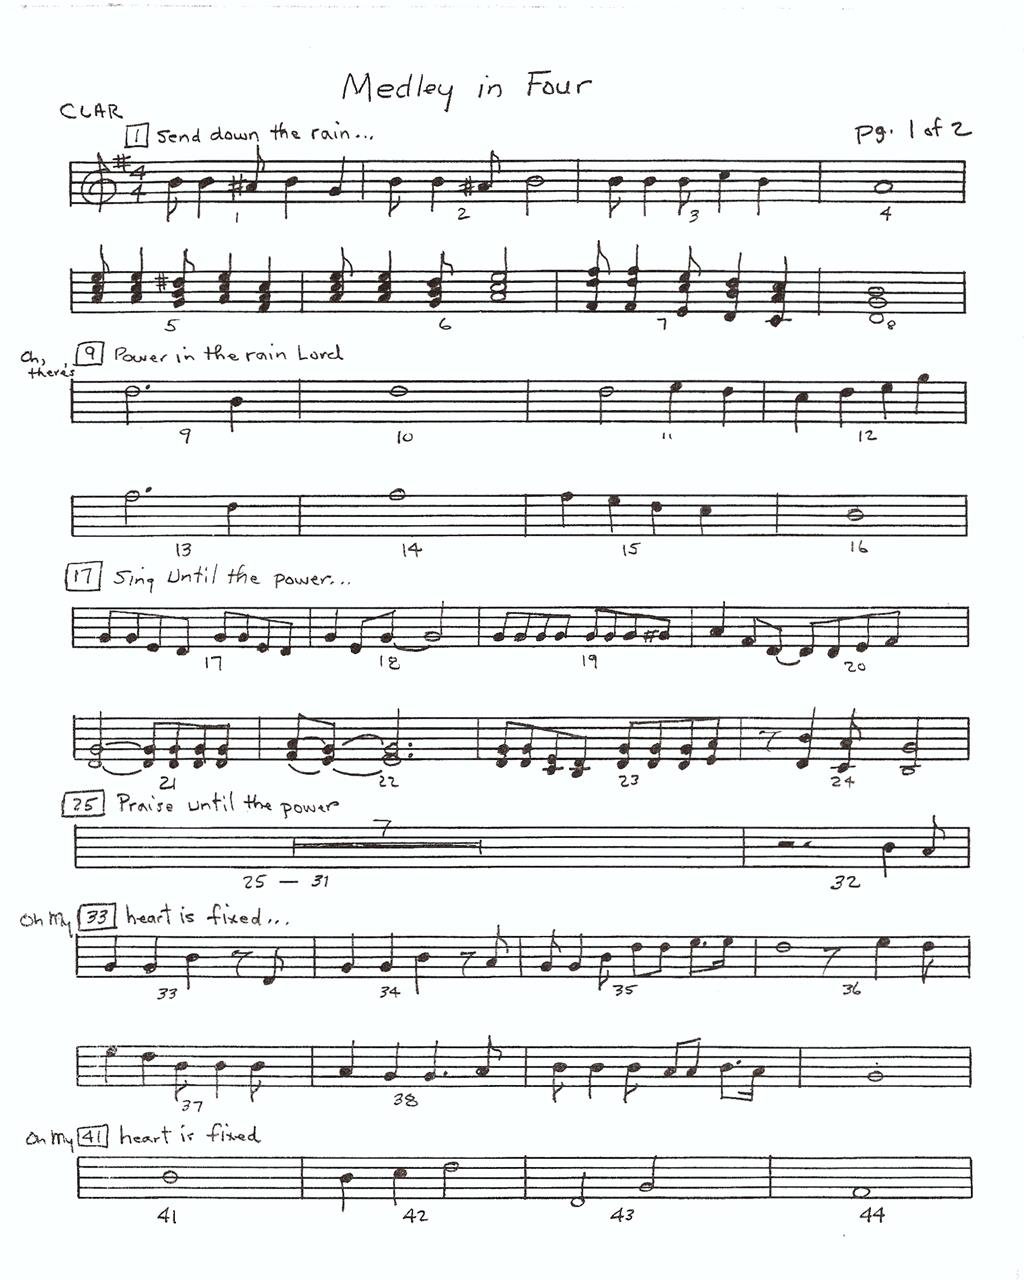 Medley in Four
CLAR
1 Send down the rain...
pg. 1 of 2
4
4
1 2 3 4
5 6 7 8
Oh, there's 9 Power in the rain Lord
9 10 11 12
13 14 15 16
17 Sing until the power...
17 18 19 20
21 22 23 24
25 Praise until the power
7
25 — 31 32
Oh My 33 heart is fixed...
33 34 35 36
37 38
Oh My 41 heart is fixed
41 42 43 44